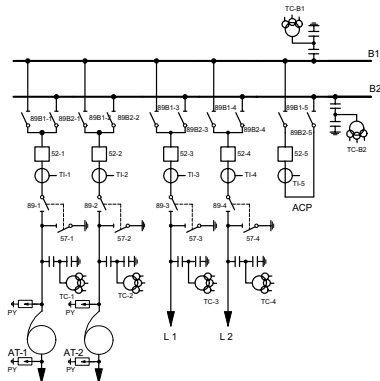 TC-B1
B1
B2
89B1-1 89B2-1 89B1-2 89B2-2 89B1-3 89B2-3 89B1-4 89B2-4 89B1-5 89B2-5
TC-B2
52-1 52-2 52-3 52-4 52-5
TI-1 TI-2 TI-3 TI-4 TI-5
89-1 89-2 89-3 89-4 ACP
57-1 57-2 57-3 57-4
TC-1 TC-2 TC-3 TC-4
PY PY
L 1 L 2
AT-1 AT-2
PY PY